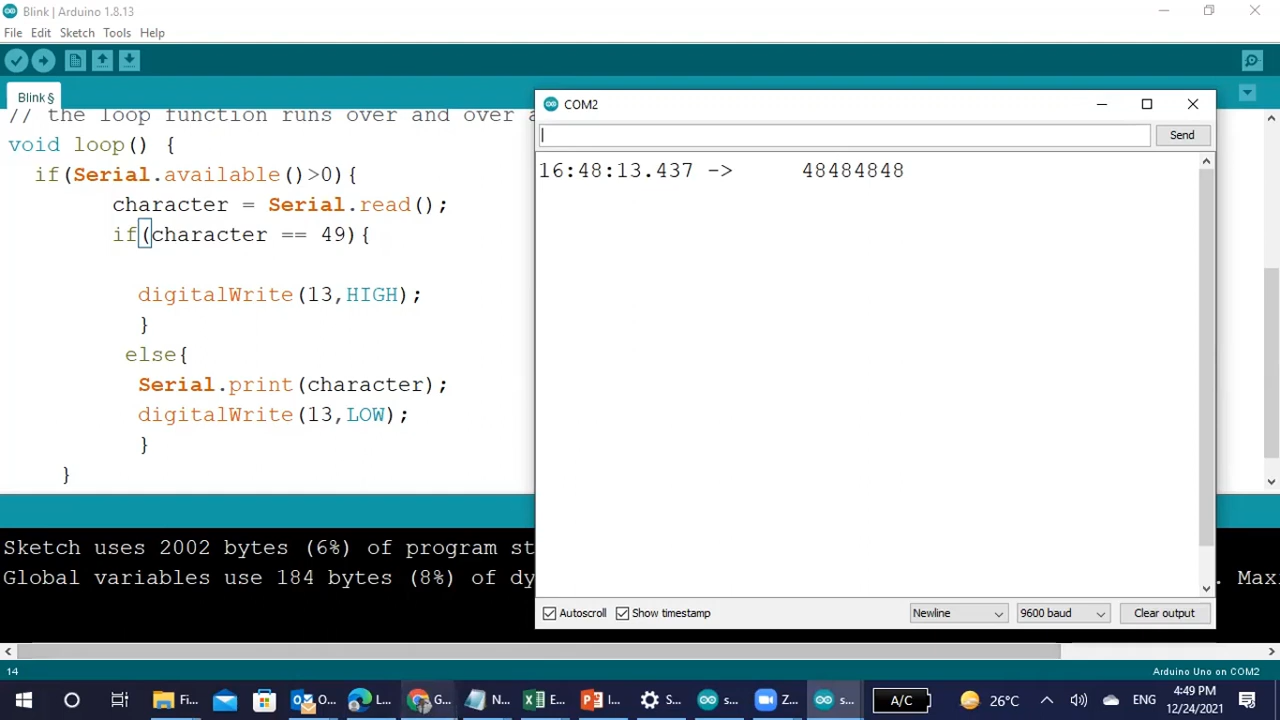 Blink | Arduino 1.8.13
File Edit Sketch Tools Help
Blink §
// the loop function runs over and over a
void loop() {
if(Serial.available()>0){
character = Serial.read();
if(character == 49){
digitalWrite(13,HIGH);
}
else{
Serial.print(character);
digitalWrite(13,LOW);
}
}
COM2
Send
16:48:13.437 -> 48484848
Autoscroll Show timestamp Newline 9600 baud Clear output
Sketch uses 2002 bytes (6%) of program st
Global variables use 184 bytes (8%) of dy
. Maxi
14 Arduino Uno on COM2
Fi... O... L... G... N... E... I... S... s... Z... s... A/C 26°C ENG 4:49 PM
12/24/2021